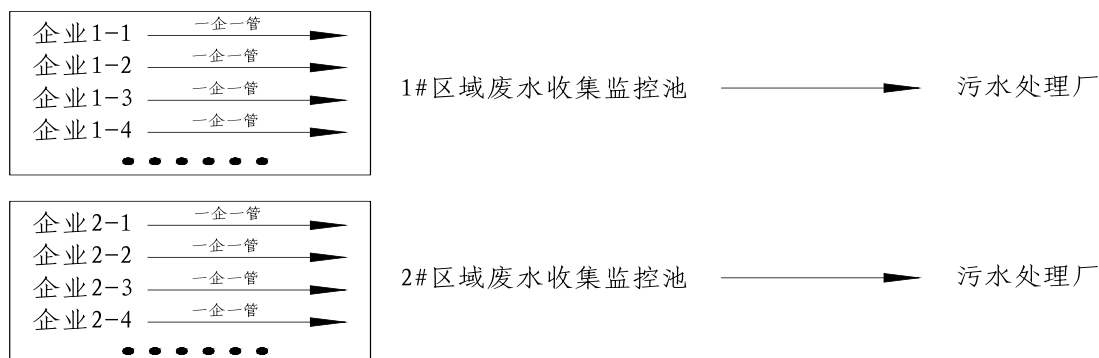 企业1-1 一企一管
企业1-2 一企一管
企业1-3 一企一管
企业1-4 一企一管
1#区域废水收集监控池 污水处理厂
企业2-1 一企一管
企业2-2 一企一管
企业2-3 一企一管
企业2-4 一企一管
2#区域废水收集监控池 污水处理厂